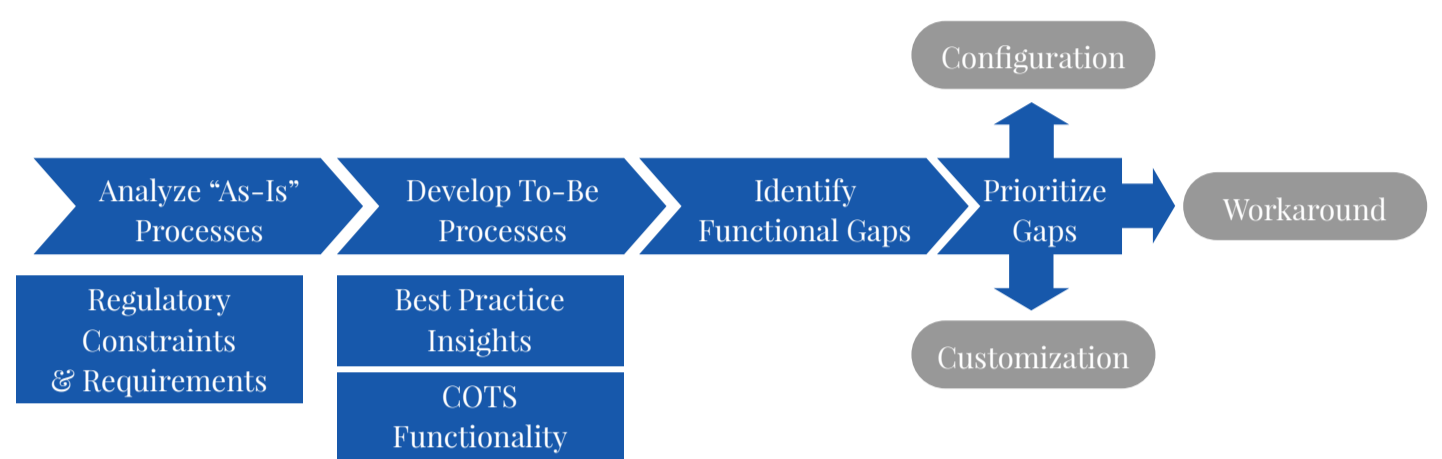 Configuration
Analyze “As-Is”
Processes
Develop To-Be
Processes
Identify
Functional Gaps
Prioritize
Gaps
Workaround
Regulatory
Constraints
& Requirements
Best Practice
Insights
COTS
Functionality
Customization